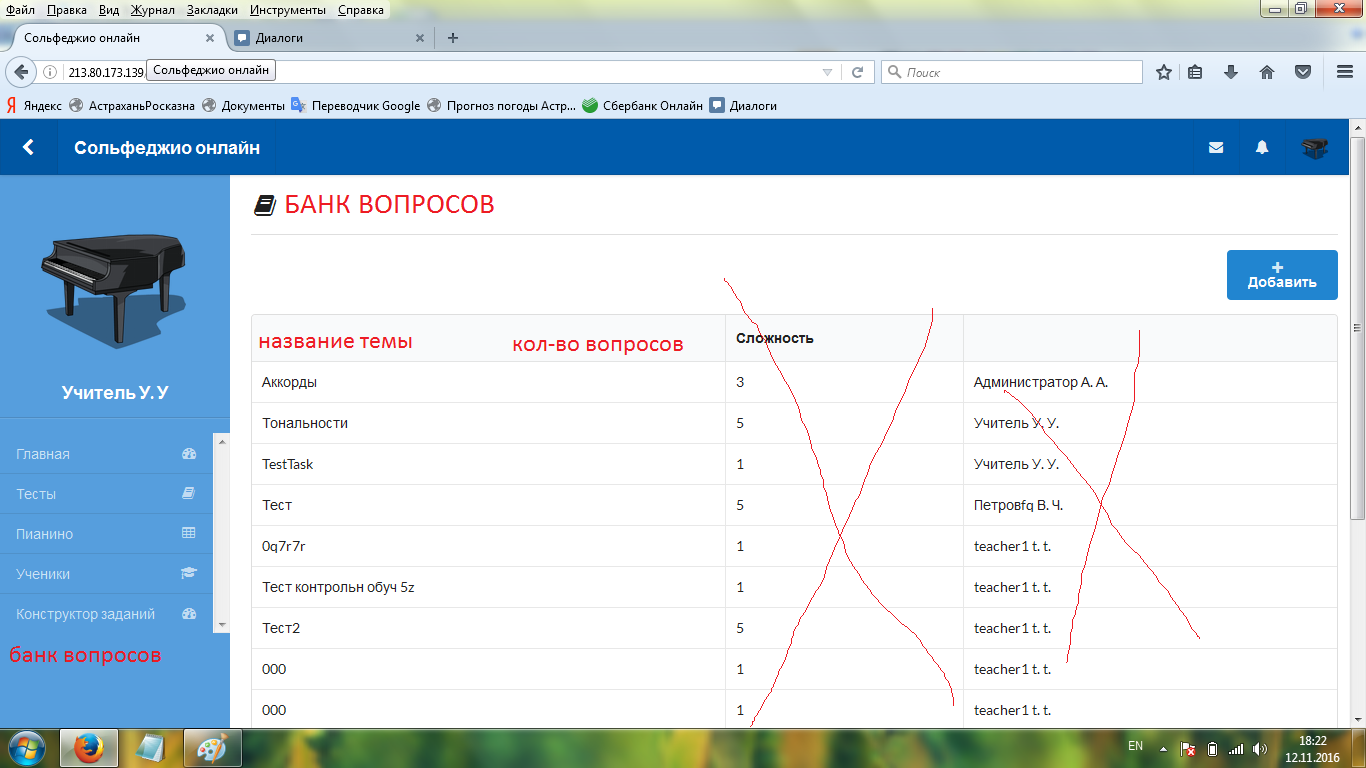 Файл Правка Вид Журнал Закладки Инструменты Справка
Сольфеджио онлайн Диалоги
213.80.173.139 Сольфеджио онлайн Поиск
Яндекс АстраханьРосказна Документы Переводчик Google Прогноз погоды Астр... Сбербанк Онлайн Диалоги
Сольфеджио онлайн
БАНК ВОПРОСОВ
Добавить
название темы кол-во вопросов Сложность
Аккорды 3 Администратор А. А.
Тональности 5 Учитель У. У.
TestTask 1 Учитель У. У.
Тест 5 Петровfq В. Ч.
0q7r7r 1 teacher1 t. t.
Тест контрольн обуч 5z 1 teacher1 t. t.
Тест2 5 teacher1 t. t.
000 1 teacher1 t. t.
000 1 teacher1 t. t.
Учитель У. У
Главная
Тесты
Пианино
Ученики
Конструктор заданий
банк вопросов
EN 18:22
12.11.2016